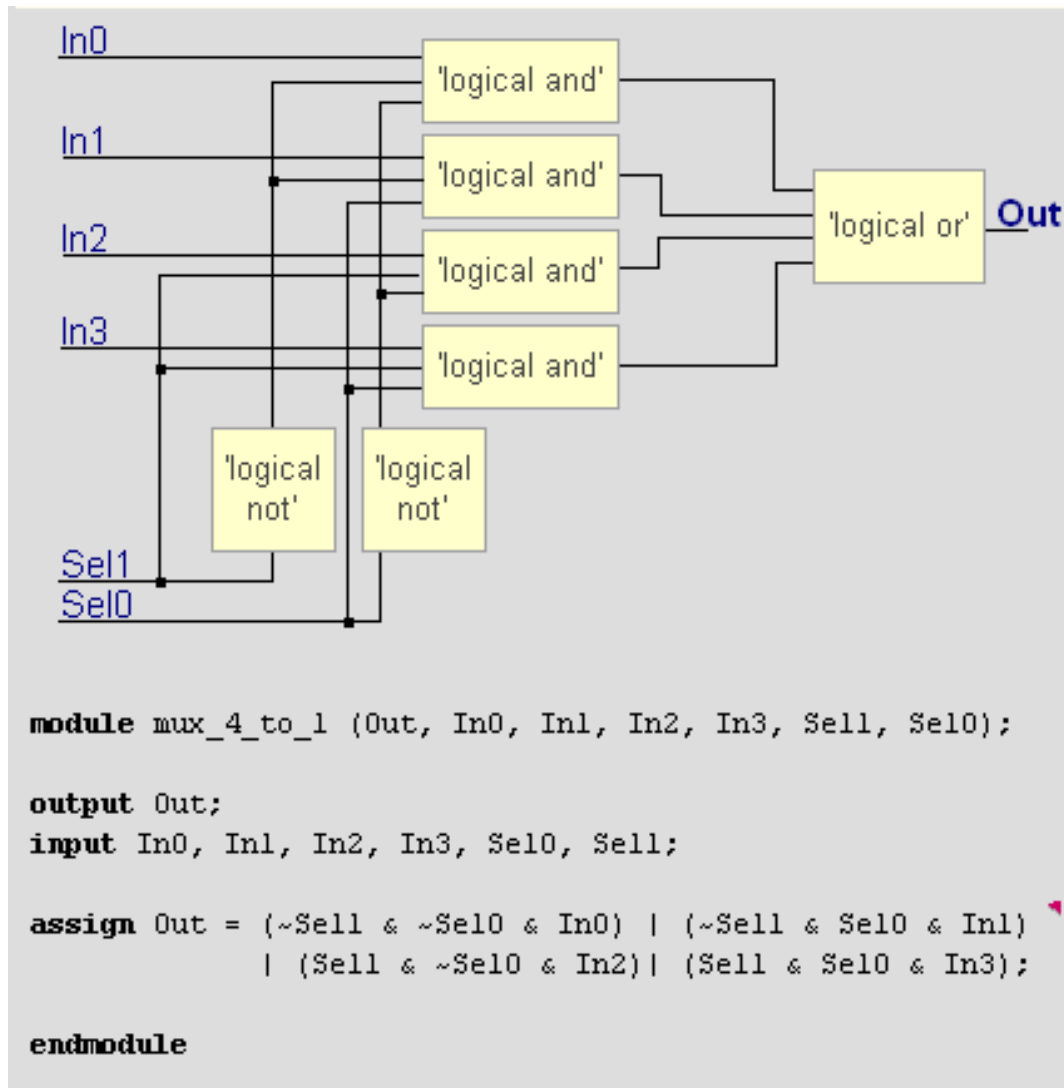 In0
'logical and'
In1
'logical and'
In2
'logical and'
In3
'logical and'
'logical or'
Out
'logical
not'
'logical
not'
Sel1
Sel0
module mux_4_to_1 (Out, In0, In1, In2, In3, Sel1, Sel0);
output Out;
input In0, In1, In2, In3, Sel0, Sel1;
assign Out = (~Sel1 & ~Sel0 & In0) | (~Sel1 & Sel0 & In1)
| (Sel1 & ~Sel0 & In2)| (Sel1 & Sel0 & In3);
endmodule